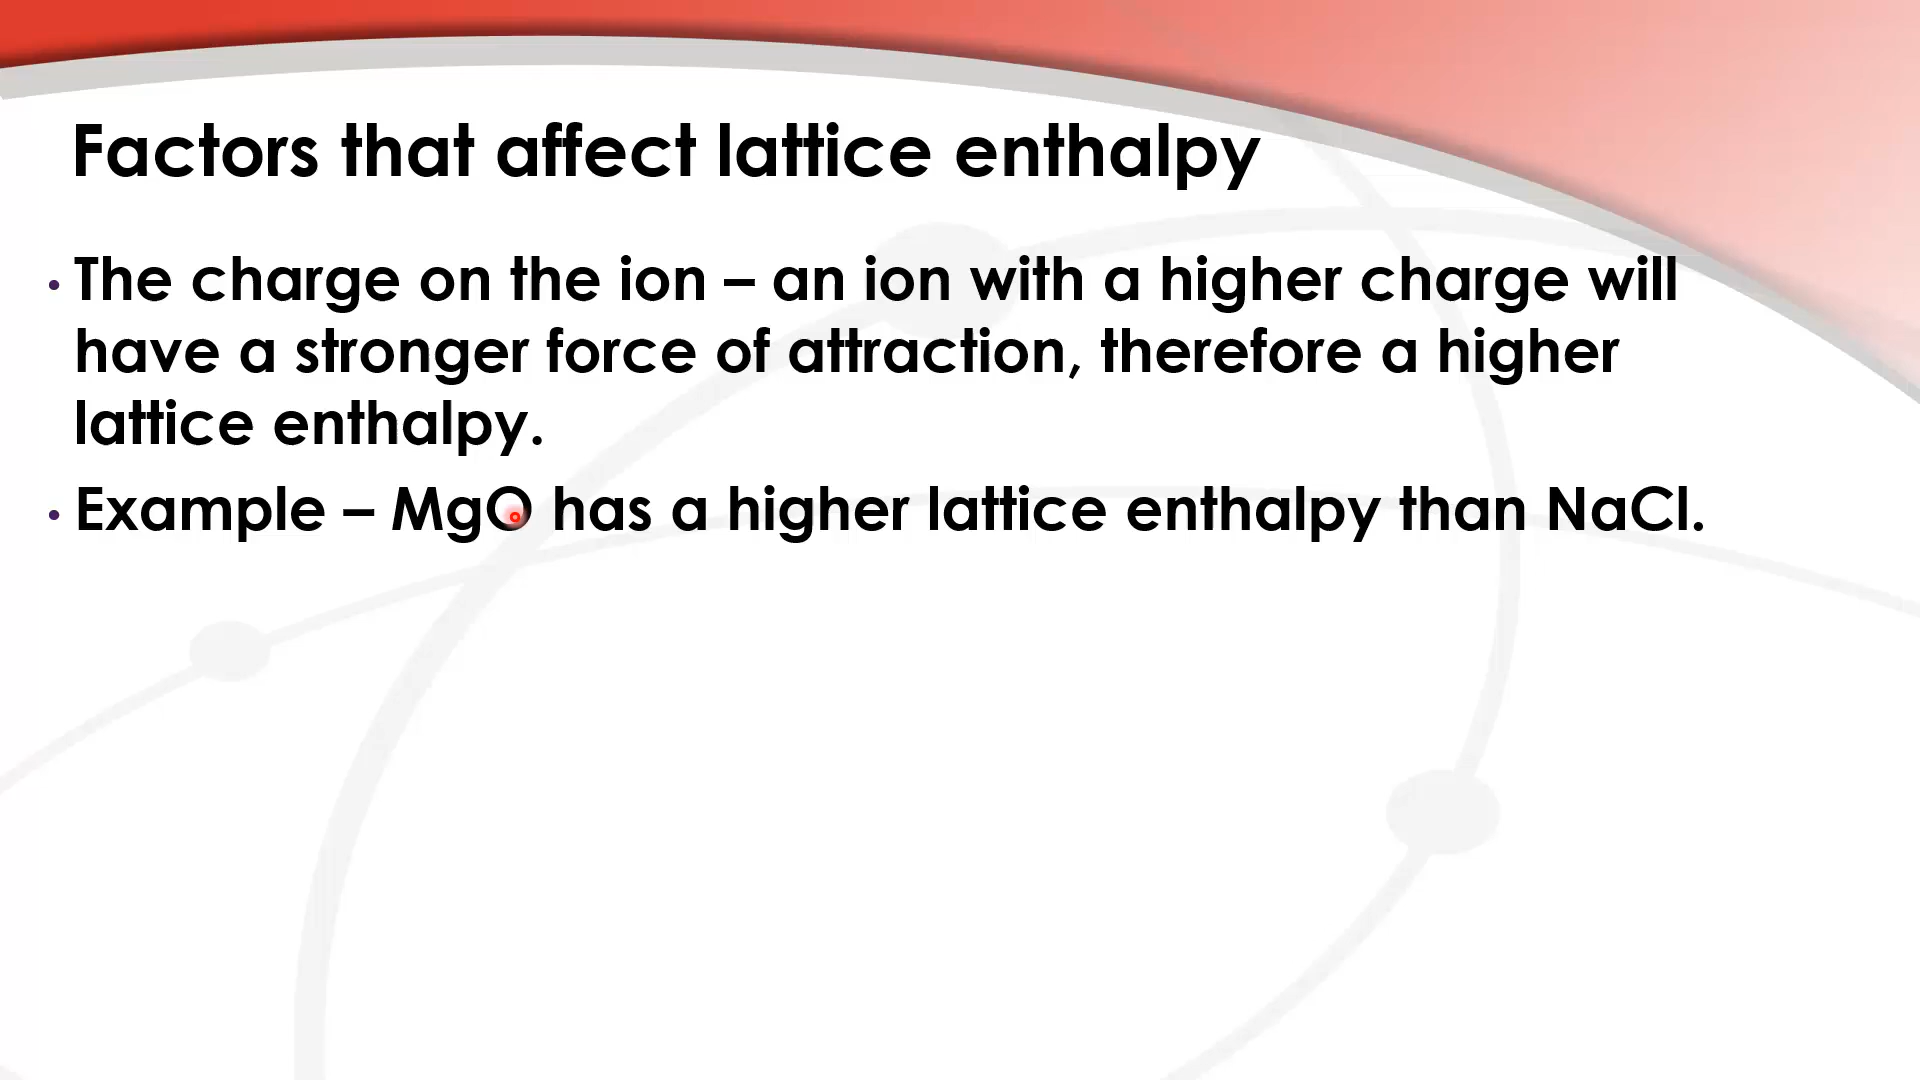 Factors that affect lattice enthalpy
• The charge on the ion – an ion with a higher charge will
have a stronger force of attraction, therefore a higher
lattice enthalpy.
• Example – MgO has a higher lattice enthalpy than NaCl.